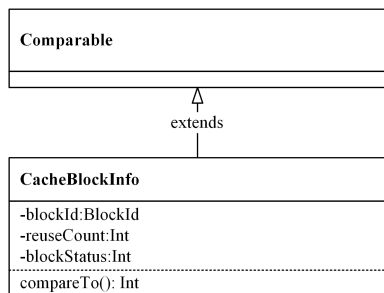 Comparable
extends
CacheBlockInfo
-blockId:BlockId
-reuseCount:Int
-blockStatus:Int
compareTo(): Int